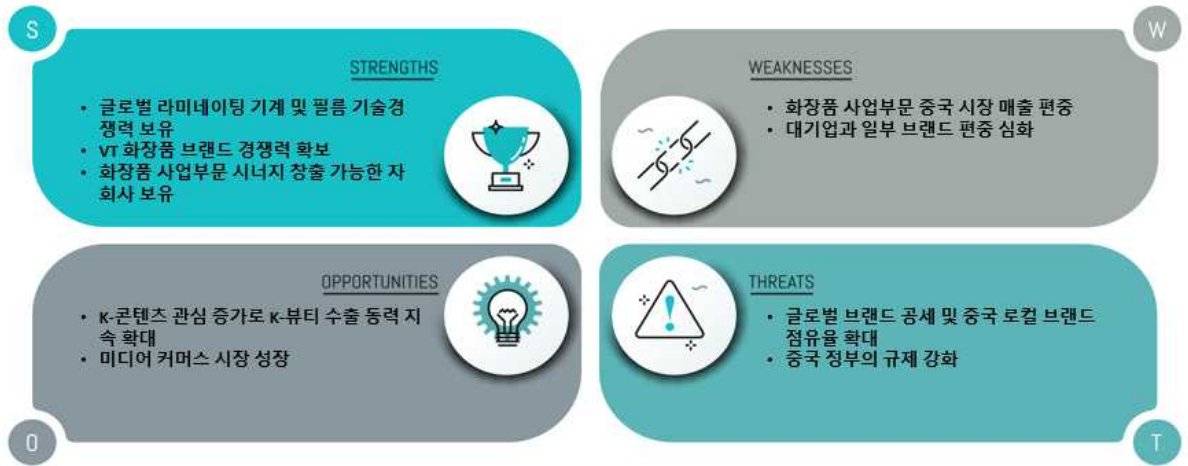 S
STRENGTHS
• 글로벌 라미네이팅 기계 및 필름 기술경
쟁력 보유
• VT 화장품 브랜드 경쟁력 확보
• 화장품 사업부문 시너지 창출 가능한 자
회사 보유
W
WEAKNESSES
• 화장품 사업부문 중국 시장 매출 편중
• 대기업과 일부 브랜드 편중 심화
OPPORTUNITIES
• K-콘텐츠 관심 증가로 K-뷰티 수출 동력 지
속 확대
• 미디어 커머스 시장 성장
O
THREATS
• 글로벌 브랜드 공세 및 중국 로컬 브랜드
점유율 확대
• 중국 정부의 규제 강화
T